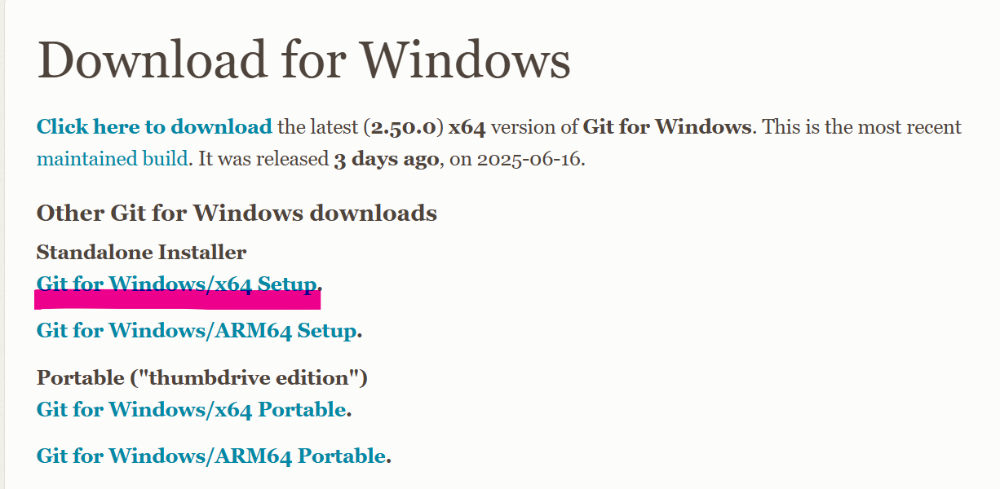 Download for Windows
Click here to download the latest (2.50.0) x64 version of Git for Windows. This is the most recent
maintained build. It was released 3 days ago, on 2025-06-16.
Other Git for Windows downloads
Standalone Installer
Git for Windows/x64 Setup.
Git for Windows/ARM64 Setup.
Portable ("thumbdrive edition")
Git for Windows/x64 Portable.
Git for Windows/ARM64 Portable.